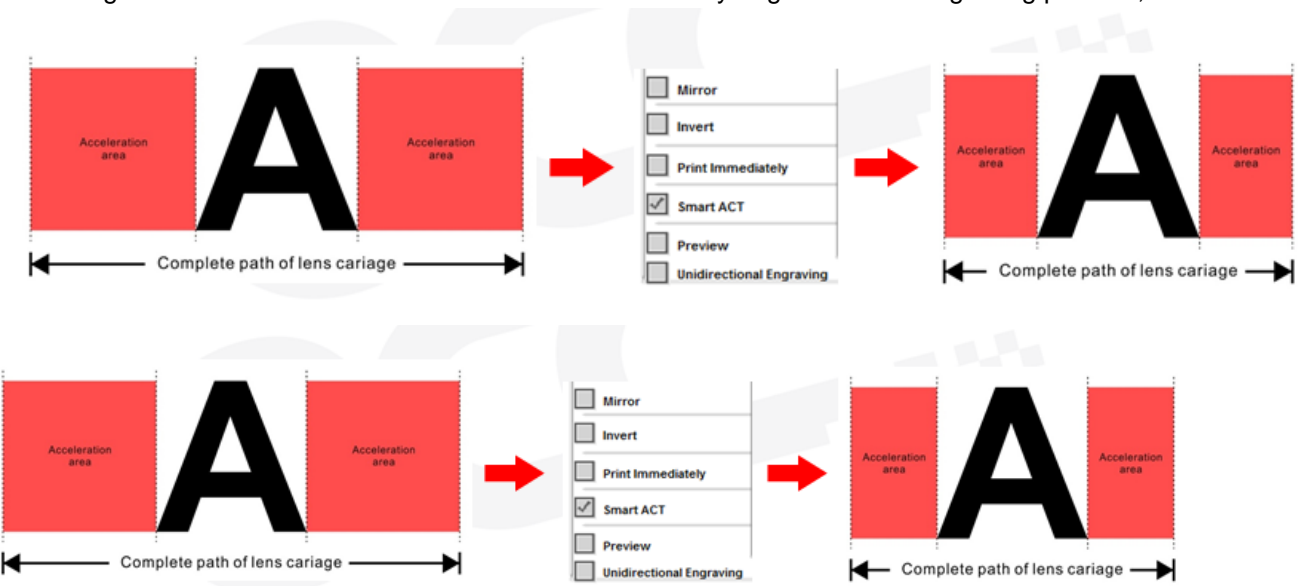 Acceleration
area
Acceleration
area
Complete path of lens cariage
Mirror
Invert
Print Immediately
Smart ACT
Preview
Unidirectional Engraving
Acceleration
area
Acceleration
area
Complete path of lens cariage
Acceleration
area
Acceleration
area
Complete path of lens cariage
Mirror
Invert
Print Immediately
Smart ACT
Preview
Unidirectional Engraving
Acceleration
area
Acceleration
area
Complete path of lens cariage